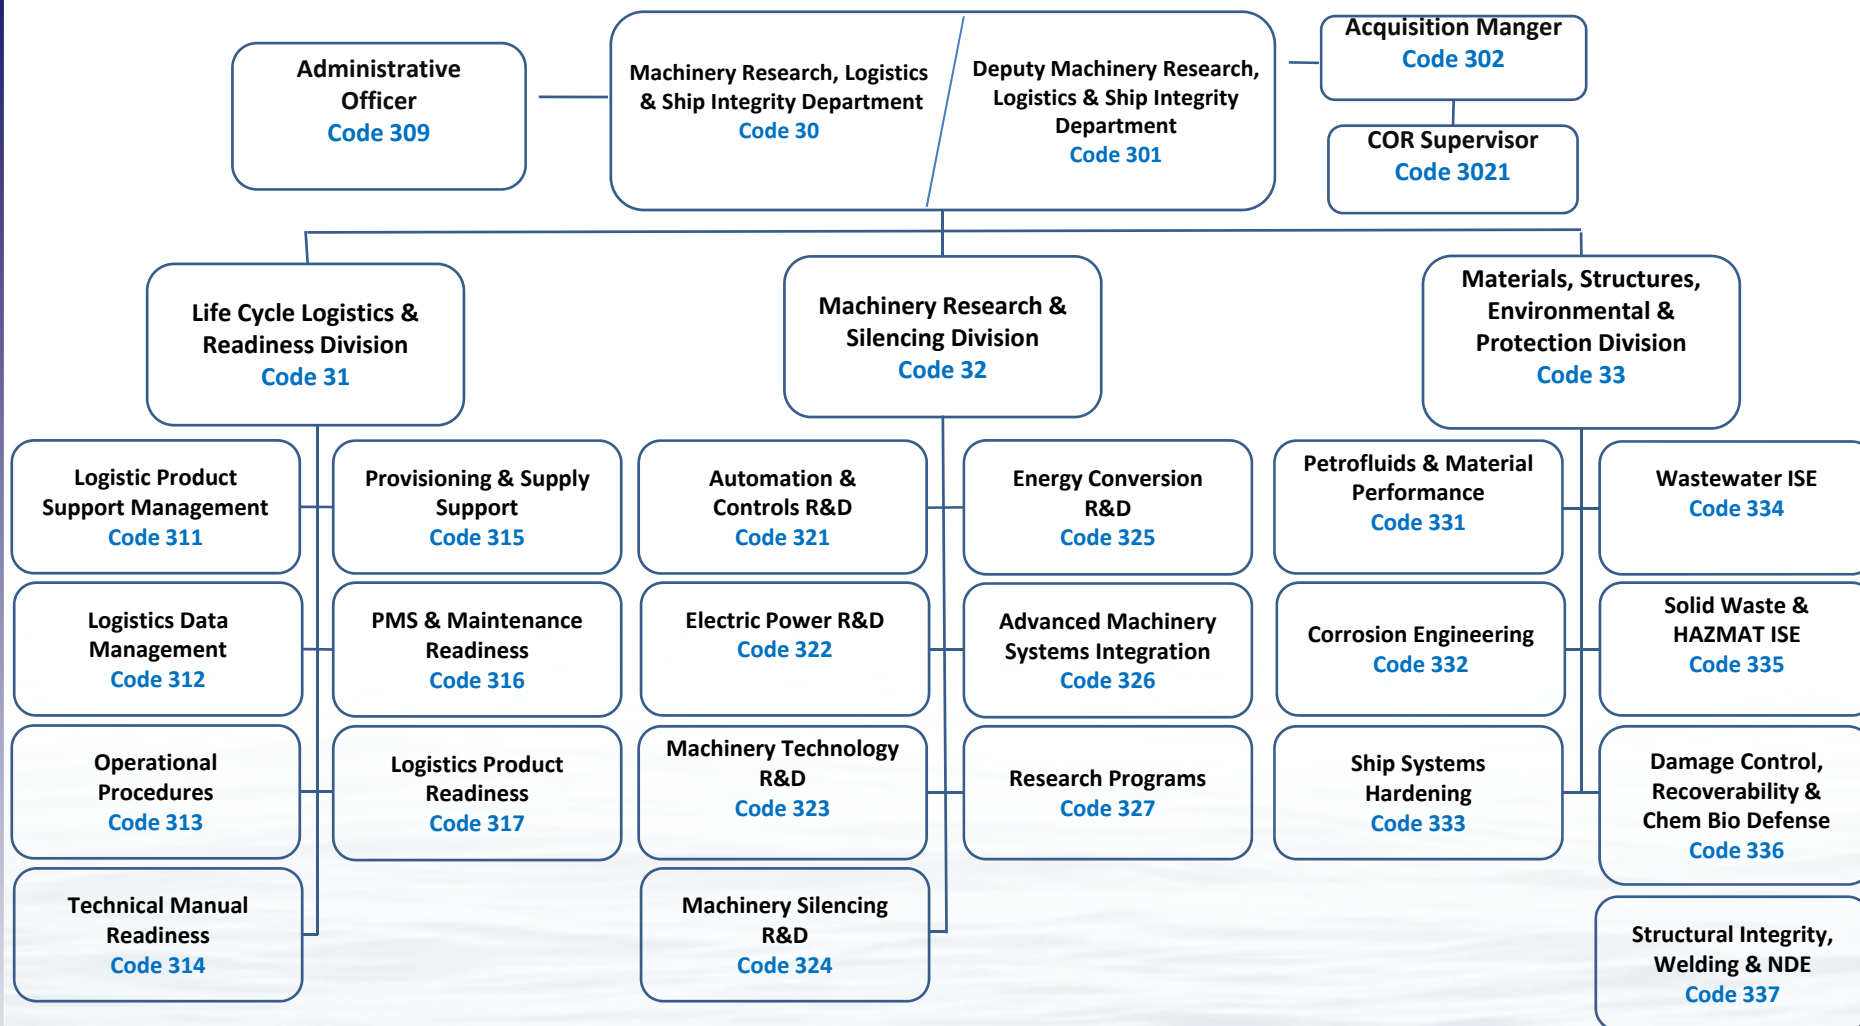 Administrative
Officer
Code 309
Machinery Research, Logistics
& Ship Integrity Department
Code 30
Deputy Machinery Research,
Logistics & Ship Integrity
Department
Code 301
Acquisition Manger
Code 302
COR Supervisor
Code 3021
Life Cycle Logistics &
Readiness Division
Code 31
Machinery Research &
Silencing Division
Code 32
Materials, Structures,
Environmental &
Protection Division
Code 33
Logistic Product
Support Management
Code 311
Provisioning & Supply
Support
Code 315
Automation &
Controls R&D
Code 321
Energy Conversion
R&D
Code 325
Petrofluids & Material
Performance
Code 331
Wastewater ISE
Code 334
Logistics Data
Management
Code 312
PMS & Maintenance
Readiness
Code 316
Electric Power R&D
Code 322
Advanced Machinery
Systems Integration
Code 326
Corrosion Engineering
Code 332
Solid Waste &
HAZMAT ISE
Code 335
Operational
Procedures
Code 313
Logistics Product
Readiness
Code 317
Machinery Technology
R&D
Code 323
Research Programs
Code 327
Ship Systems
Hardening
Code 333
Damage Control,
Recoverability &
Chem Bio Defense
Code 336
Technical Manual
Readiness
Code 314
Machinery Silencing
R&D
Code 324
Structural Integrity,
Welding & NDE
Code 337